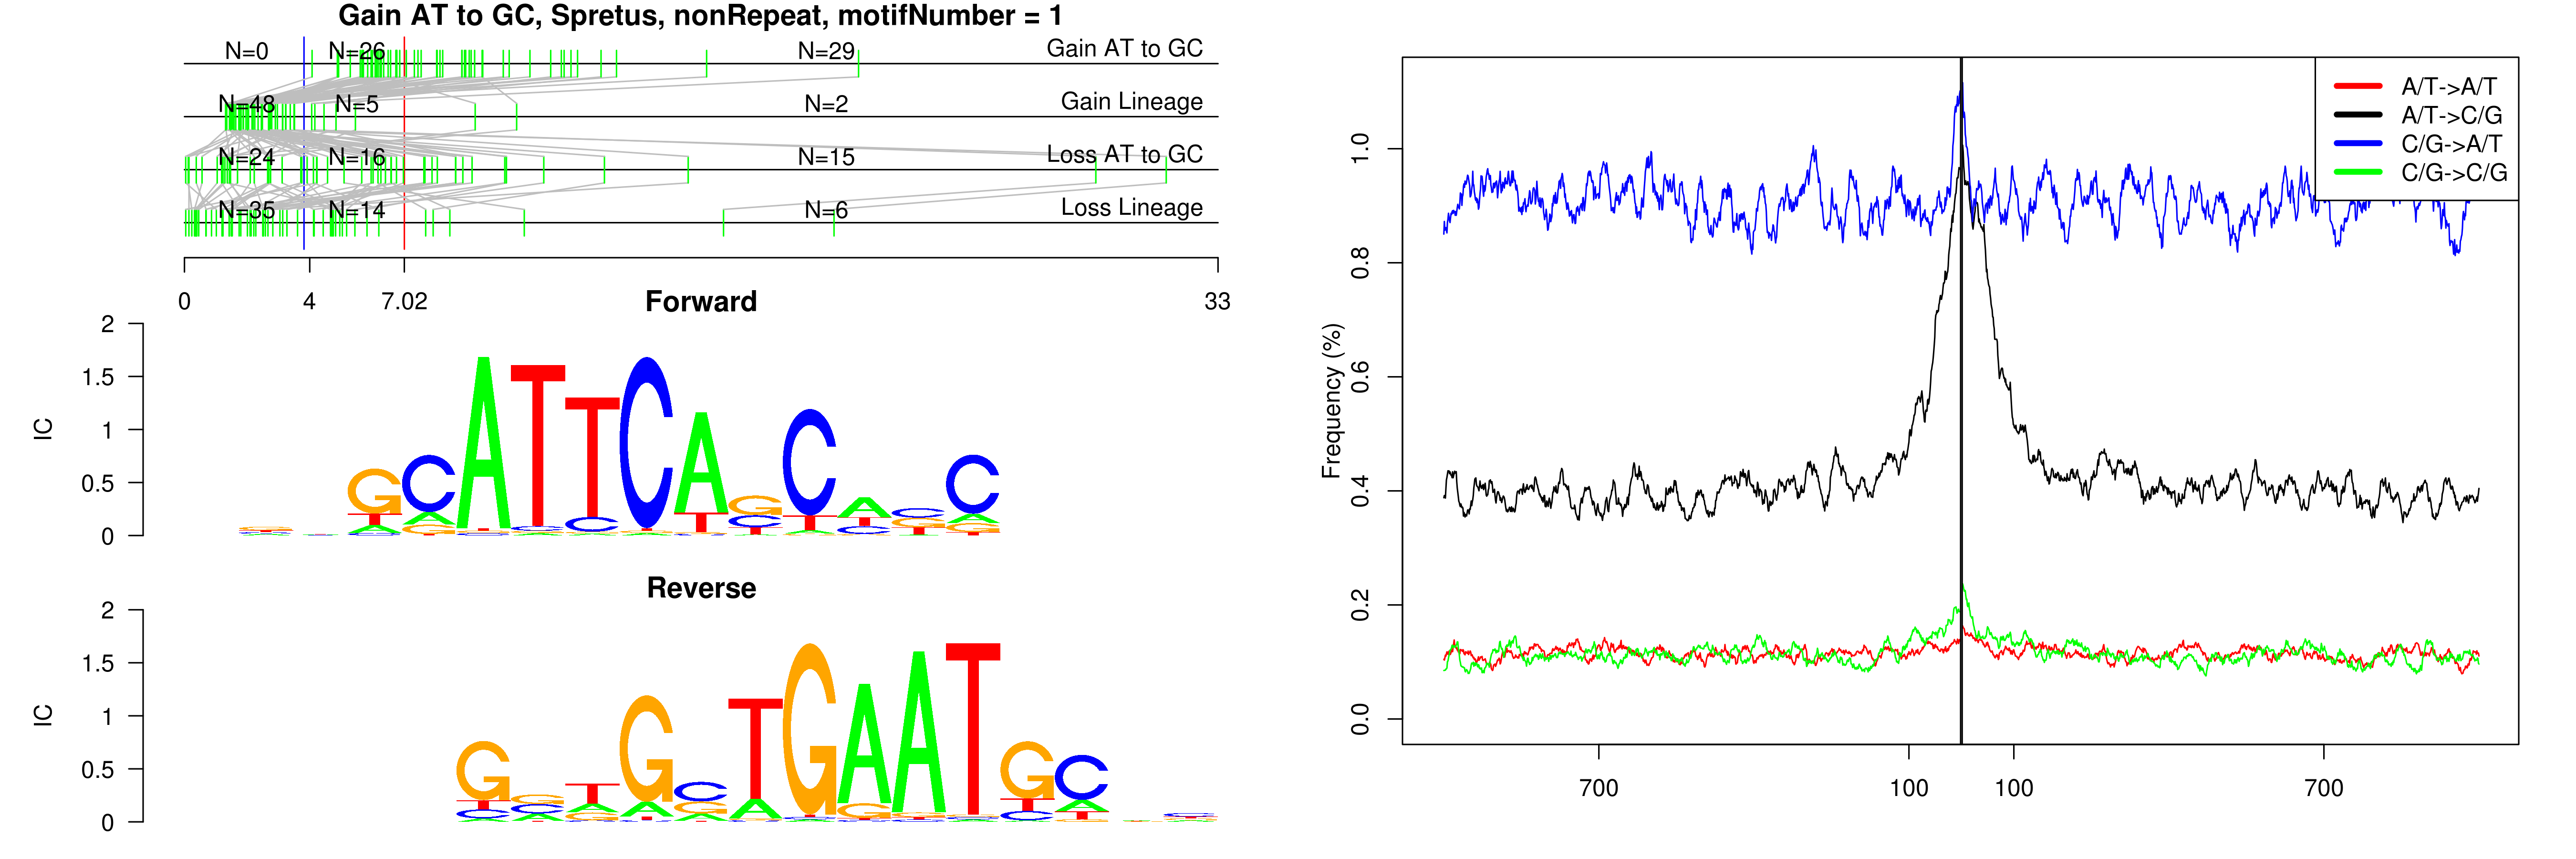 Gain AT to GC, Spretus, nonRepeat, motifNumber = 1
N=0 N=26 N=29 Gain AT to GC
N=48 N=5 N=2 Gain Lineage
N=24 N=16 N=15 Loss AT to GC
N=35 N=14 N=6 Loss Lineage
0 4 7.02 33
Forward
2
1.5
1
0.5
0
IC
Reverse
2
1.5
1
0.5
0
IC
A/T->A/T
A/T->C/G
C/G->A/T
C/G->C/G
Frequency (%)
1.0
0.8
0.6
0.4
0.2
0.0
700 100 100 700